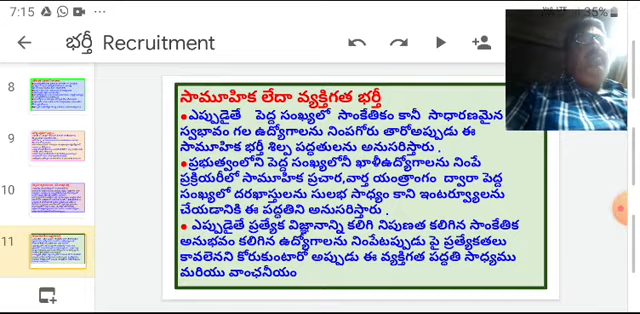 7:15
35%
భర్తీ Recruitment
8
9
10
11
సామూహిక లేదా వ్యక్తిగత భర్తీ
•ఎప్పుడైతే పెద్ద సంఖ్యలో సాంకేతికం కానీ సాధారణమైన
స్వభావం గల ఉద్యోగాలను నింపగోరు తారోఅప్పుడు ఈ
సామూహిక భర్తీ శిల్ప పద్ధతులను అనుసరిస్తారు .
•ప్రభుత్వంలోని పెద్ద సంఖ్యలోనీ ఖాళీఉద్యోగాలను నింపే
ప్రక్రియరీలో సామూహిక ప్రచార,వార్త యంత్రాంగం ద్వారా పెద్ద
సంఖ్యలో దరఖాస్తులను సులభ సాధ్యం కాని ఇంటర్వ్యూలను
చేయడానికి ఈ పద్ధతిని అనుసరిస్తారు .
• ఎప్పుడైతే ప్రత్యేక విజ్ఞానాన్ని కలిగి నిపుణత కలిగిన సాంకేతిక
అనుభవం కలిగిన ఉద్యోగాలను నింపేటప్పుడు పై ప్రత్యేకతలు
కావలెనని కోరుకుంటారో అప్పుడు ఈ వ్యక్తిగత పద్ధతి సాధ్యము
మరియు వాంఛనీయం